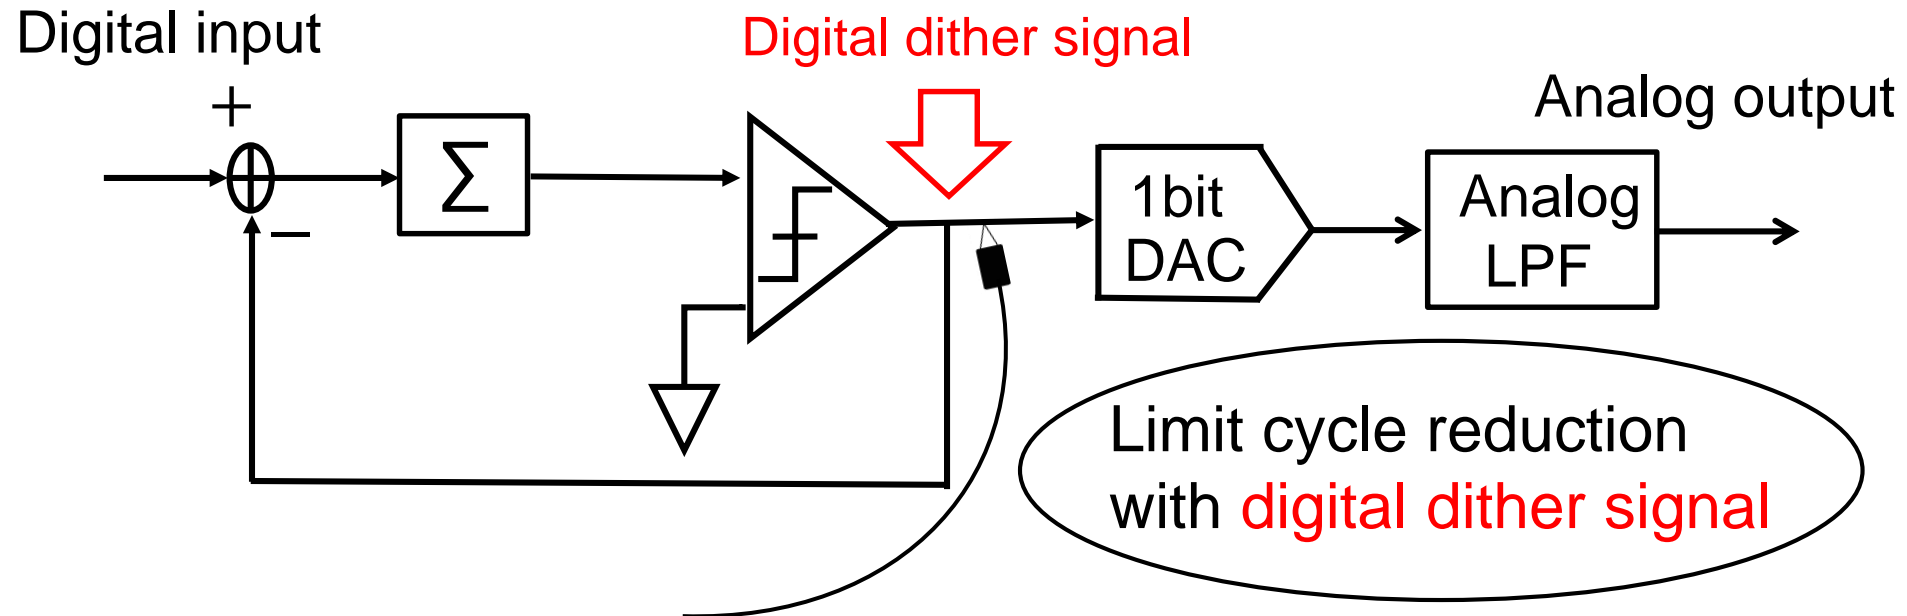 Digital input
Digital dither signal
Analog output
+
−
Σ
1bit
DAC
Analog
LPF
Limit cycle reduction
with digital dither signal